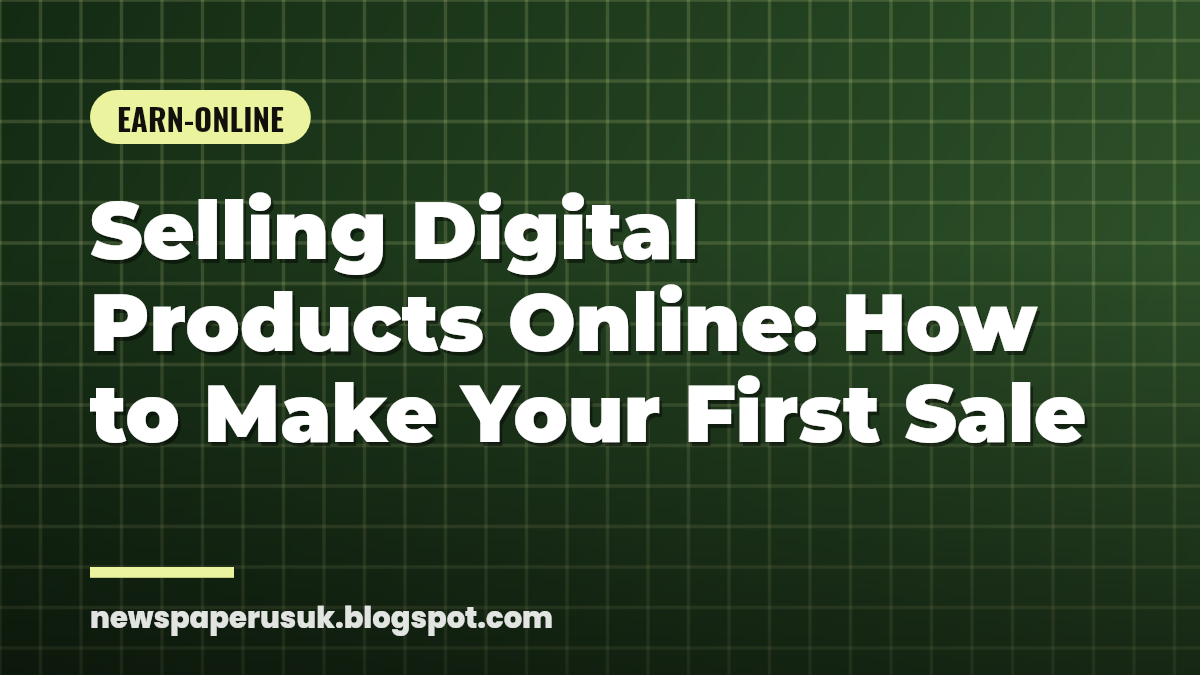 EARN-ONLINE
Selling Digital
Products Online: How
to Make Your First Sale
newspaperusuk.blogspot.com